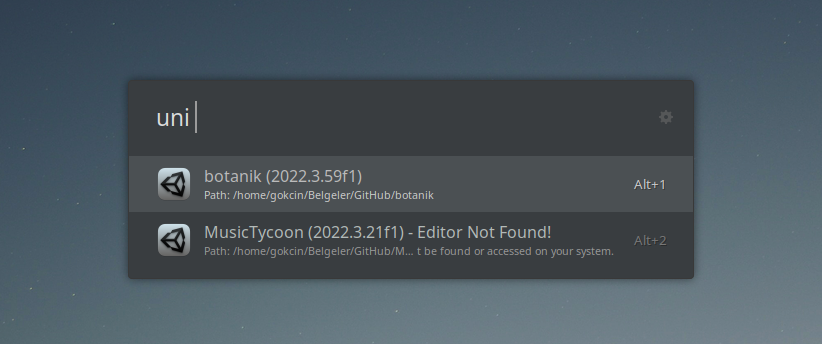 uni
botanik (2022.3.59f1)
Path: /home/gokcin/Belgeler/GitHub/botanik
Alt+1
MusicTycoon (2022.3.21f1) - Editor Not Found!
Path: /home/gokcin/Belgeler/GitHub/M... t be found or accessed on your system.
Alt+2